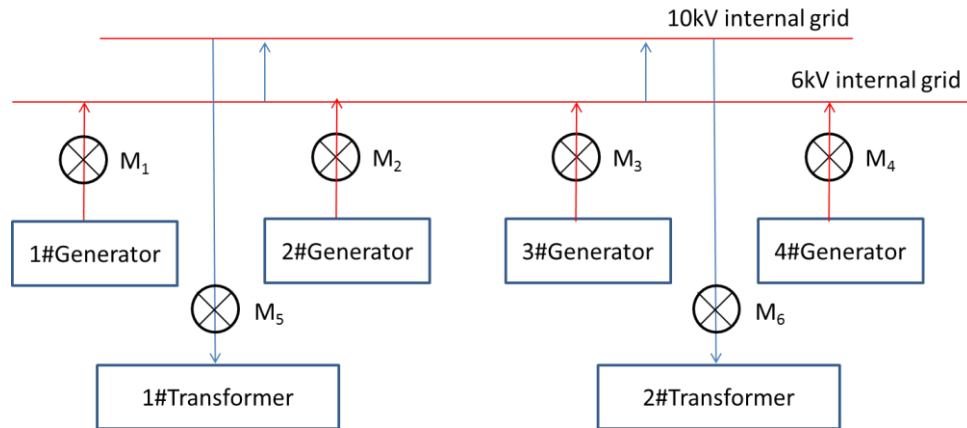 10kV internal grid
6kV internal grid
M₁
M₂
M₃
M₄
1#Generator
2#Generator
3#Generator
4#Generator
M₅
M₆
1#Transformer
2#Transformer